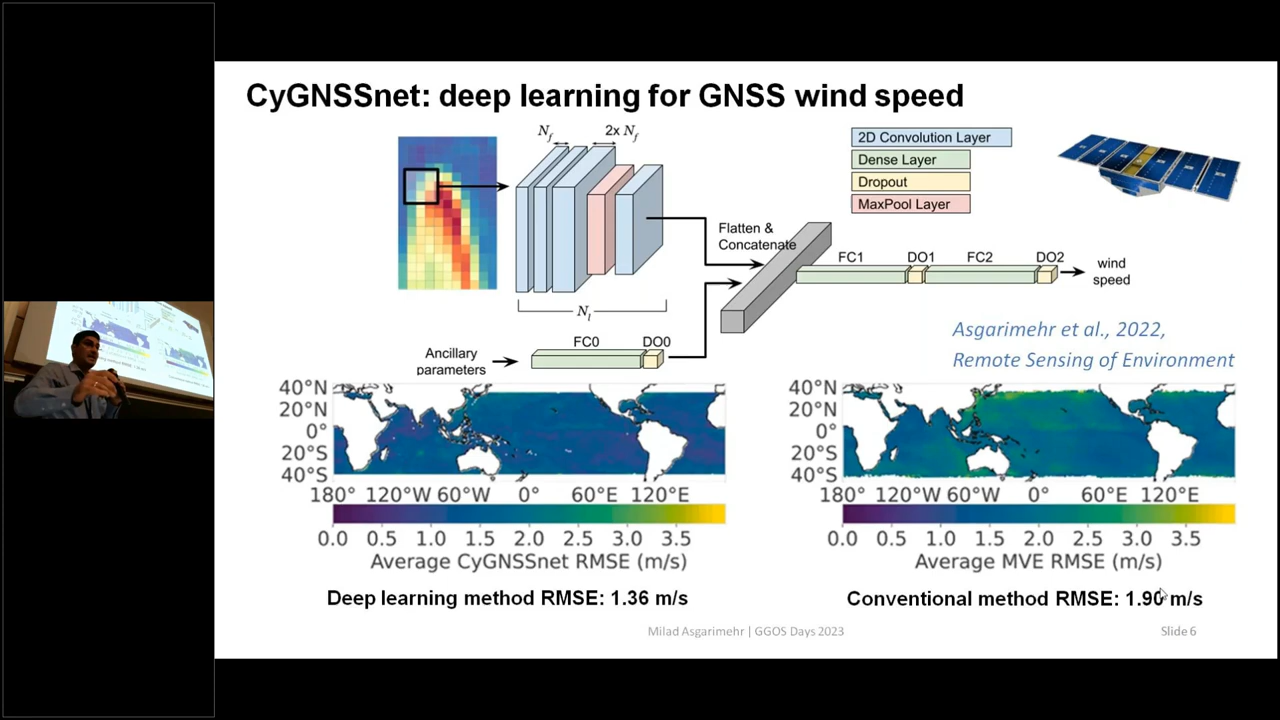 CyGNSSnet: deep learning for GNSS wind speed
N_f
2x N_f
2D Convolution Layer
Dense Layer
Dropout
MaxPool Layer
Flatten &
Concatenate
FC1
DO1
FC2
DO2
wind
speed
N_l
FC0
DO0
Ancillary
parameters
Asgarimehr et al., 2022,
Remote Sensing of Environment
40°N
20°N
0°
20°S
40°S
180° 120°W 60°W 0° 60°E 120°E
0.0 0.5 1.0 1.5 2.0 2.5 3.0 3.5
Average CyGNSSnet RMSE (m/s)
Deep learning method RMSE: 1.36 m/s
40°N
20°N
0°
20°S
40°S
180° 120°W 60°W 0° 60°E 120°E
0.0 0.5 1.0 1.5 2.0 2.5 3.0 3.5
Average MVE RMSE (m/s)
Conventional method RMSE: 1.90 m/s
Milad Asgarimehr | GGOS Days 2023
Slide 6